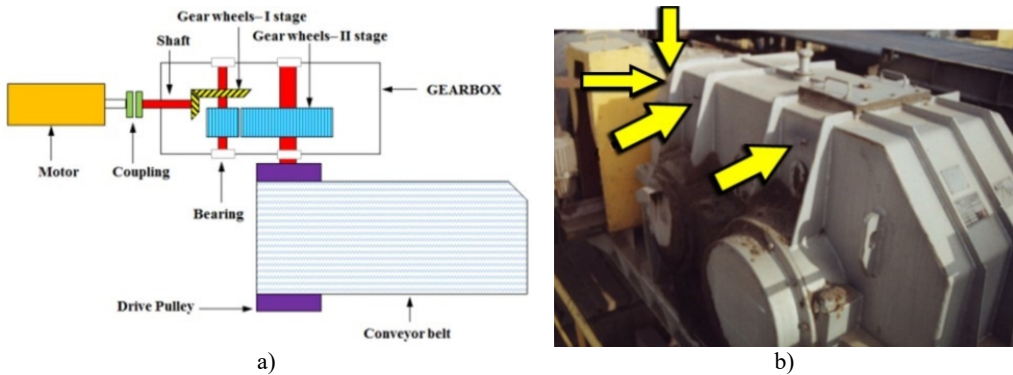 Gear wheels– I stage
Shaft
Gear wheels– II stage
GEARBOX
Motor
Coupling
Bearing
Drive Pulley
Conveyor belt
a)
b)